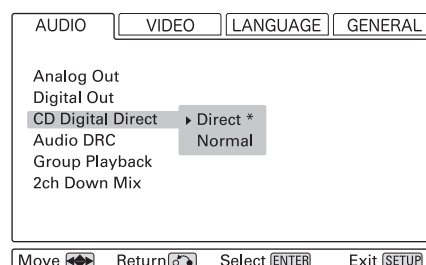 AUDIO VIDEO LANGUAGE GENERAL
Analog Out
Digital Out
CD Digital Direct Direct *
Audio DRC Normal
Group Playback
2ch Down Mix
Move Return Select ENTER Exit SETUP